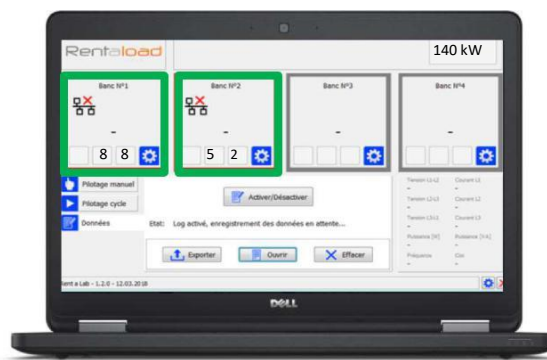 Rentaload
140 kW
Banc N°1
Banc N°2
Banc N°3
Banc N°4
-
-
-
-
8 8
5 2
Pilotage manuel
Pilotage cycle
Données
Activer/Désactiver
Etat: Log activé, enregistrement des données en attente...
Exporter
Ouvrir
Effacer
Tension L1-L2
Courant L1
-
-
Tension L2-L3
Courant L2
-
-
Tension L3-L1
Courant L3
-
-
Puissance [W]
Puissance [VA]
-
-
Fréquence
-
-
Rent a Lab - 1.2.0 - 12.03.2018
DELL